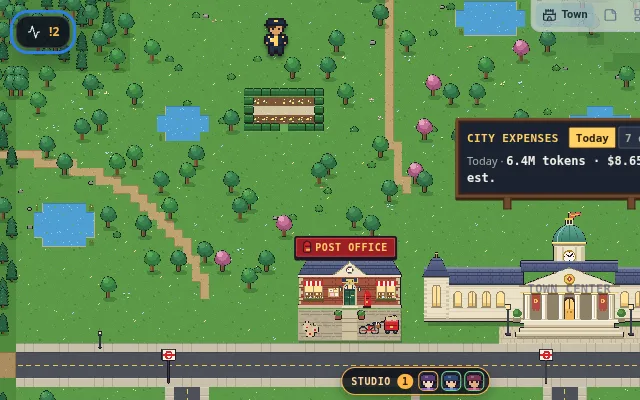 !2
Town
CITY EXPENSES Today 7
Today · 6.4M tokens · $8.65
est.
POST OFFICE
TOWN CENTER
STUDIO 1